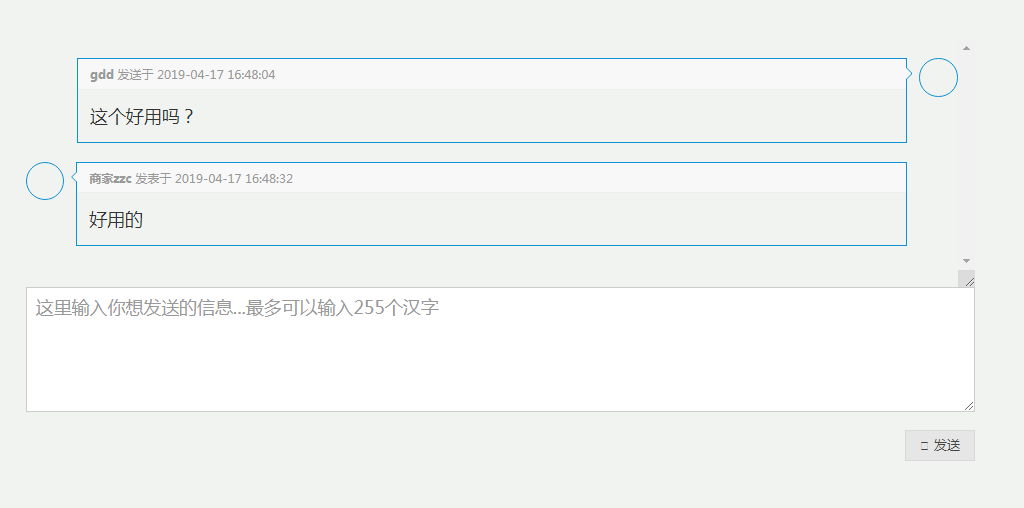 gdd 发送于 2019-04-17 16:48:04
这个好用吗？
商家zzc 发表于 2019-04-17 16:48:32
好用的
这里输入你想发送的信息...最多可以输入255个汉字
发送